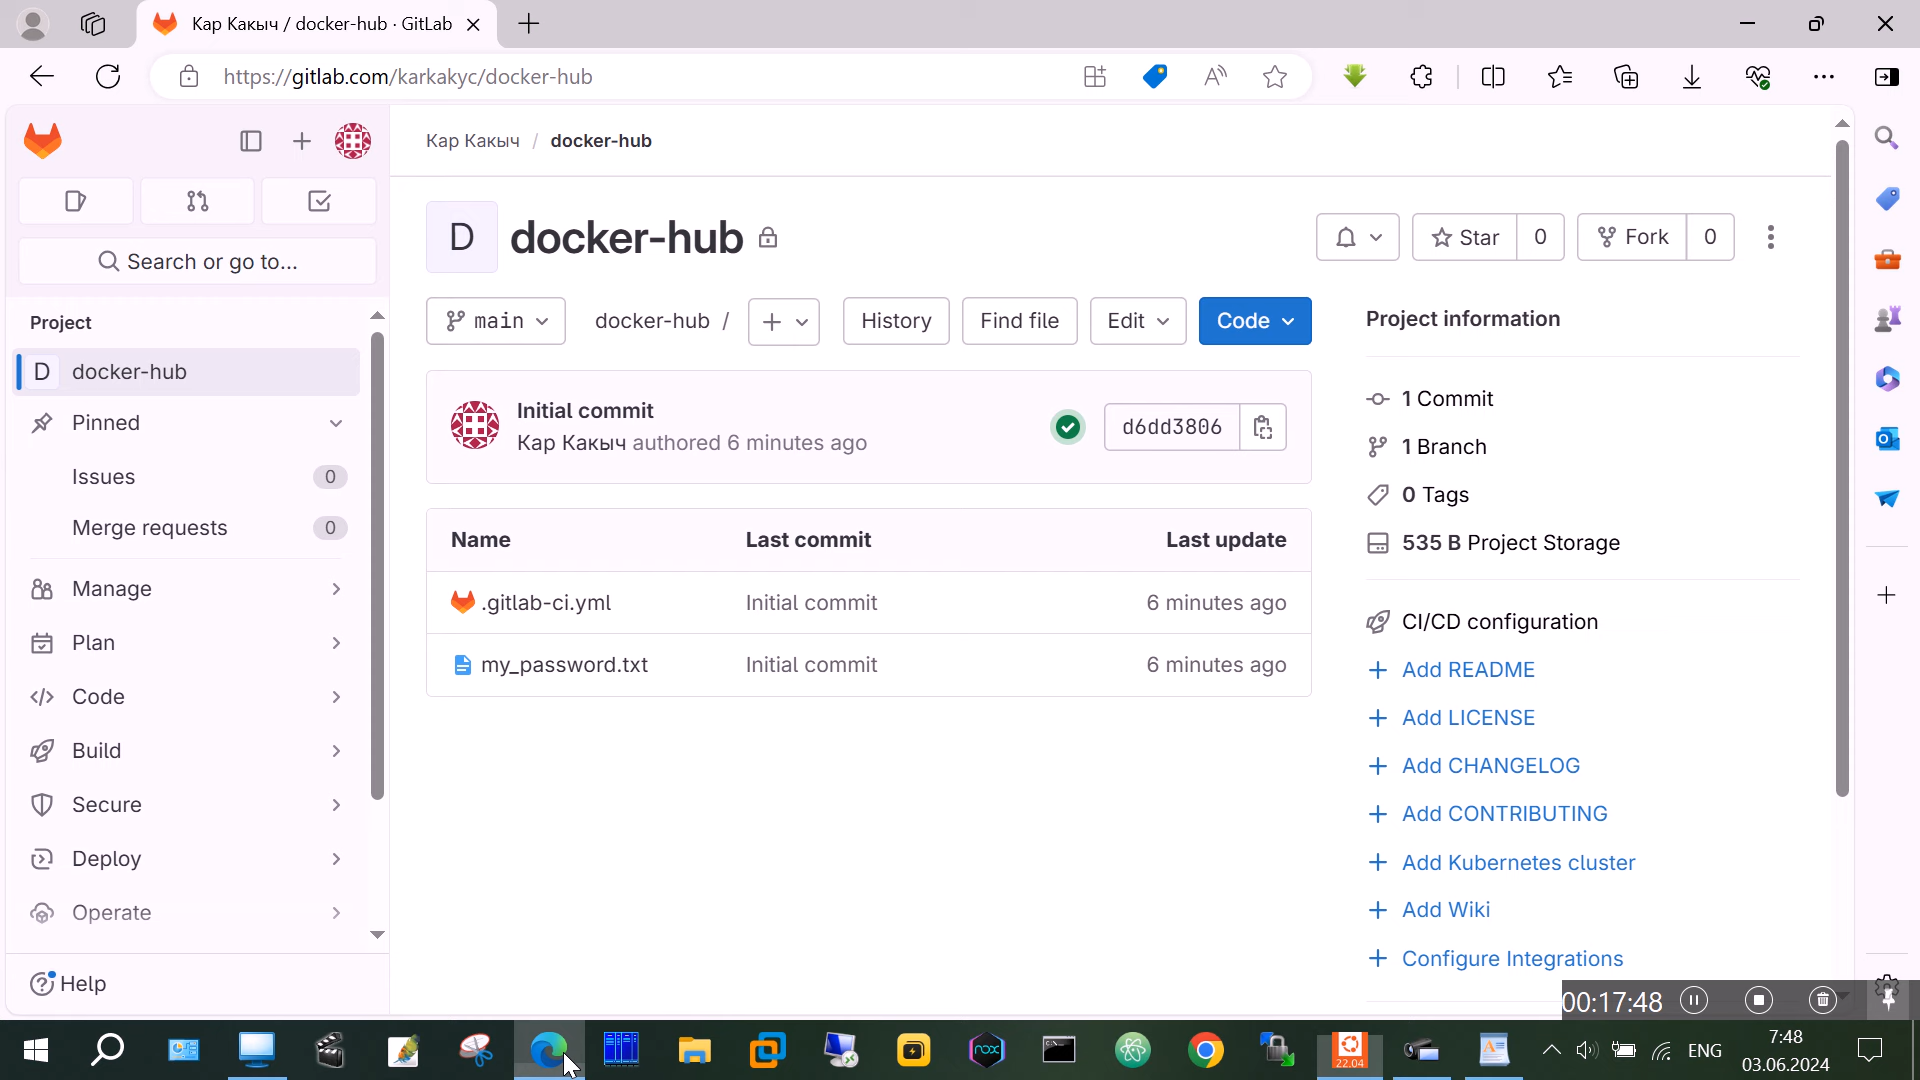 Кар Какыч / docker-hub · GitLab
https://gitlab.com/karkakyc/docker-hub
Кар Какыч / docker-hub
Search or go to...
D docker-hub
Star 0
Fork 0
Project
D docker-hub
Pinned
Issues 0
Merge requests 0
Manage
Plan
Code
Build
Secure
Deploy
Operate
Help
main
docker-hub /
History
Find file
Edit
Code
Initial commit
Кар Какыч authored 6 minutes ago
d6dd3806
Name Last commit Last update
.gitlab-ci.yml Initial commit 6 minutes ago
my_password.txt Initial commit 6 minutes ago
Project information
1 Commit
1 Branch
0 Tags
535 B Project Storage
CI/CD configuration
Add README
Add LICENSE
Add CHANGELOG
Add CONTRIBUTING
Add Kubernetes cluster
Add Wiki
Configure Integrations
00:17:48
nox
22.04
ENG
7:48
03.06.2024